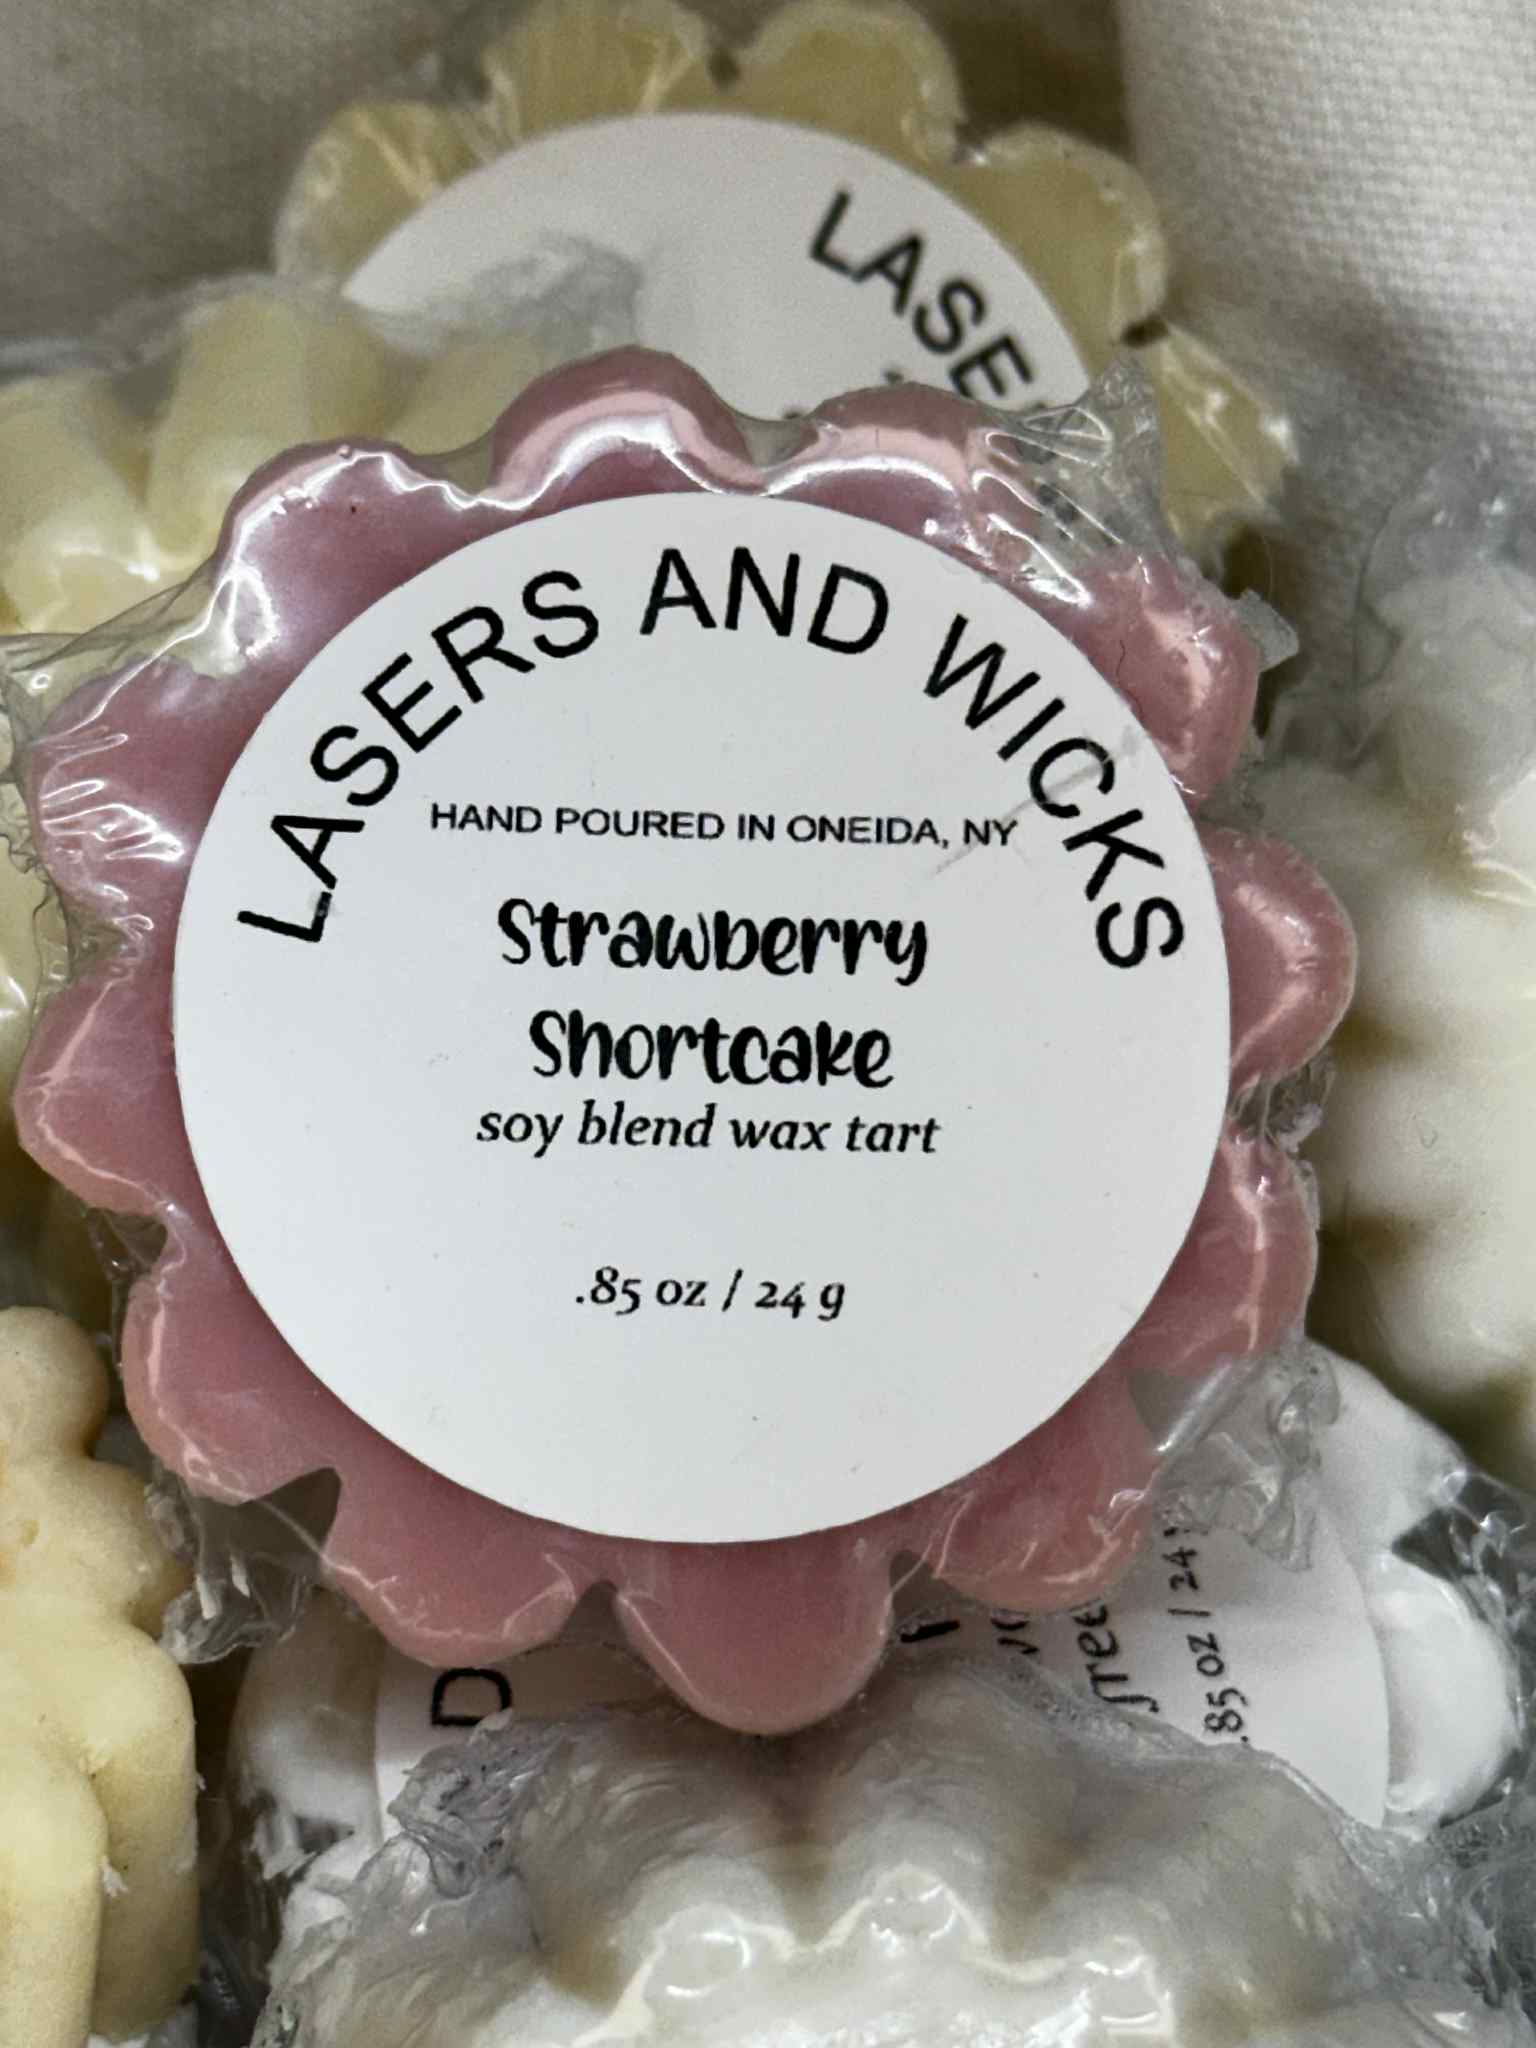 LASE
LASERS AND WICKS
HAND POURED IN ONEIDA, NY
Strawberry
Shortcake
soy blend wax tart
.85 oz / 24 g
D
.85 oz / 24